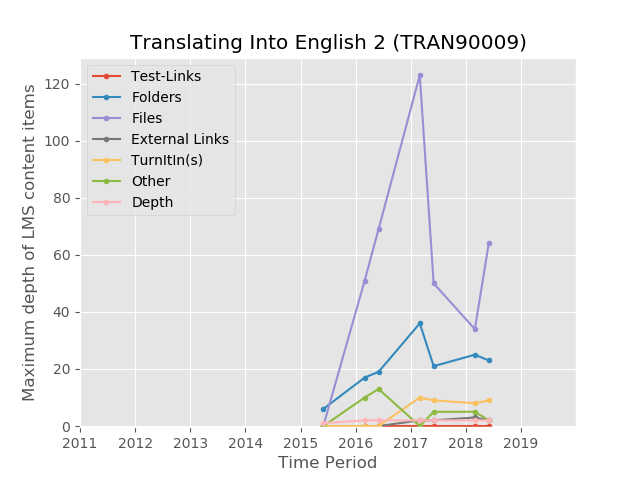 Translating Into English 2 (TRAN90009)
Test-Links
Folders
Files
External Links
TurnItIn(s)
Other
Depth
Maximum depth of LMS content items
120
100
80
60
40
20
0
2011 2012 2013 2014 2015 2016 2017 2018 2019
Time Period